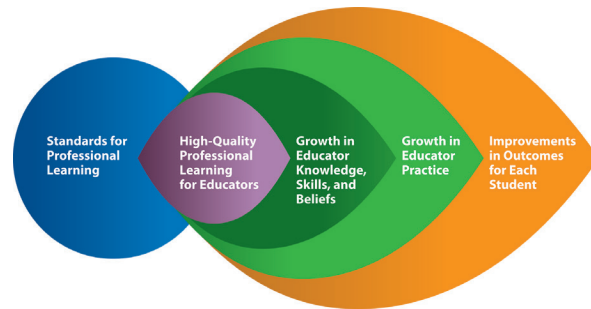 Standards for
Professional
Learning
High-Quality
Professional
Learning
for Educators
Growth in
Educator
Knowledge,
Skills, and
Beliefs
Growth in
Educator
Practice
Improvements
in Outcomes
for Each
Student